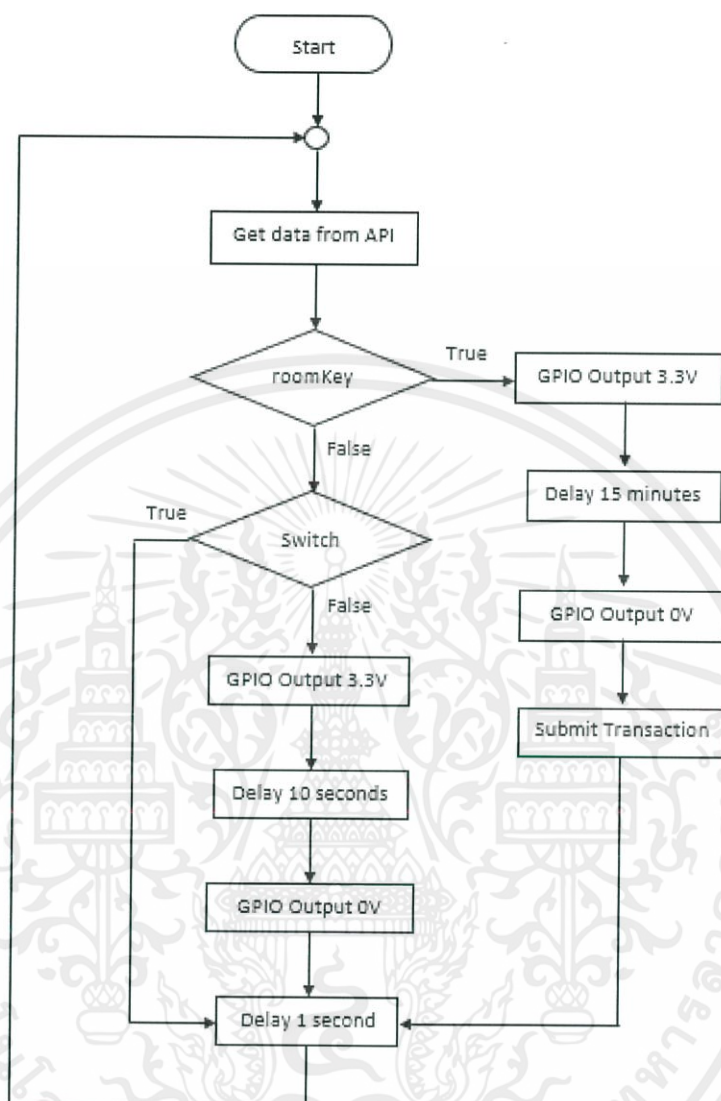 Start
Get data from API
roomKey
True
GPIO Output 3.3V
False
Delay 15 minutes
True
Switch
False
GPIO Output 0V
GPIO Output 3.3V
Submit Transaction
Delay 10 seconds
GPIO Output 0V
Delay 1 second